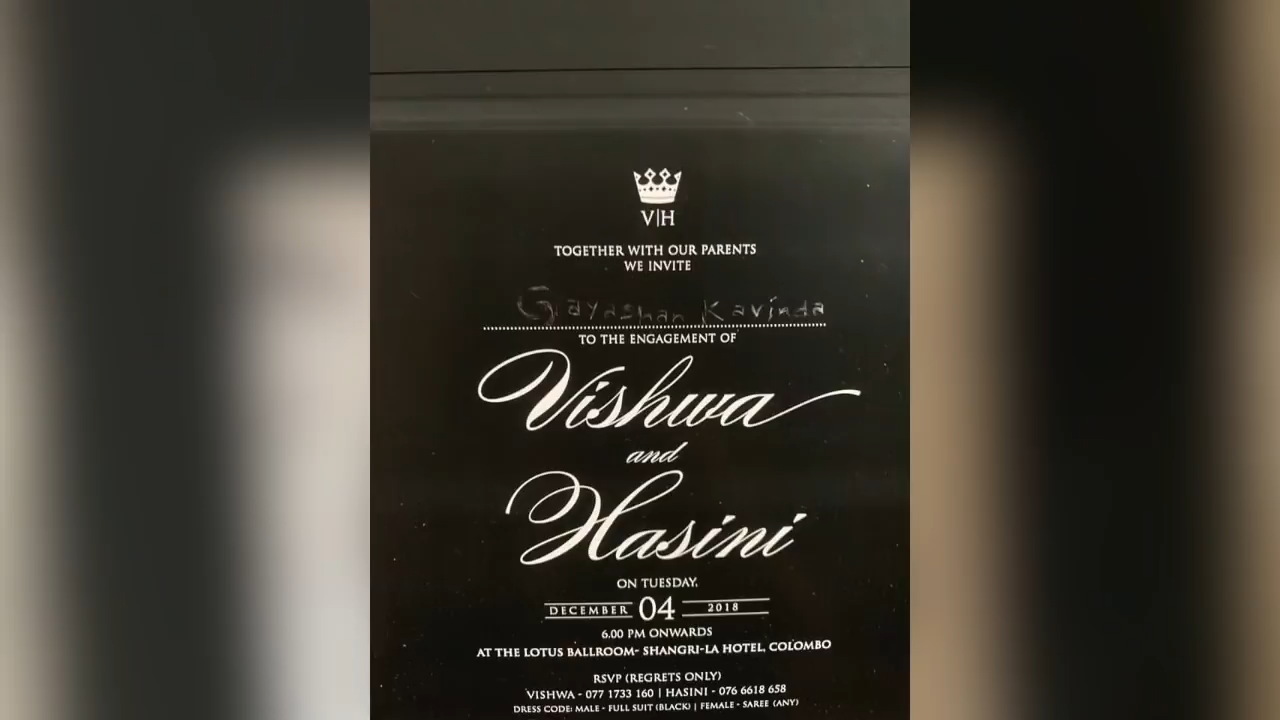 V|H
TOGETHER WITH OUR PARENTS
WE INVITE
Gayashan Kavinda
TO THE ENGAGEMENT OF
Vishwa
and
Hasini
ON TUESDAY,
DECEMBER 04 2018
6.00 PM ONWARDS
AT THE LOTUS BALLROOM- SHANGRI-LA HOTEL, COLOMBO
RSVP (REGRETS ONLY)
VISHWA - 077 1733 160 | HASINI - 076 6618 658
DRESS CODE: MALE - FULL SUIT (BLACK) | FEMALE - SAREE (ANY)